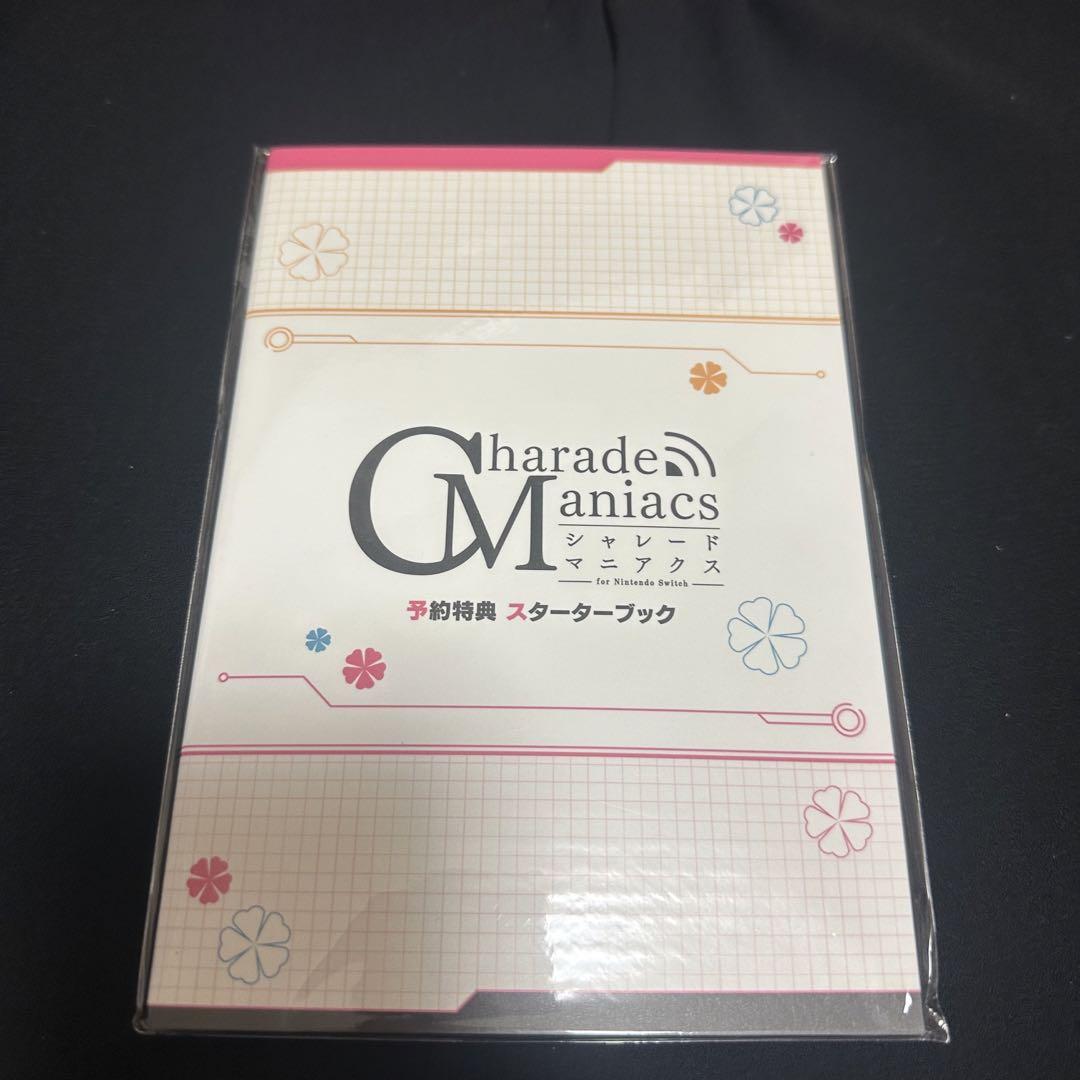 Charade
Maniacs
シャレード
マニアクス
for Nintendo Switch
予約特典 スターターブック